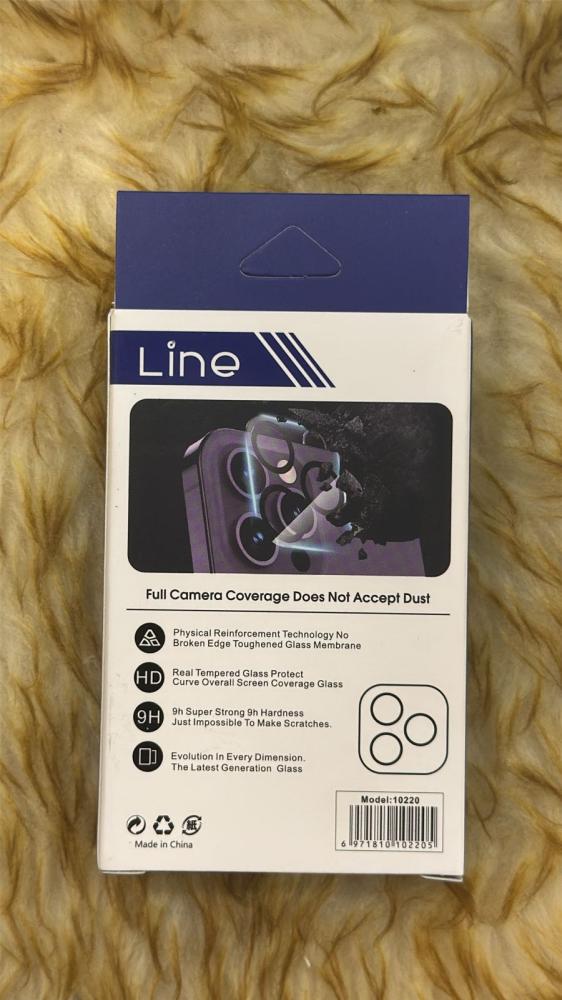 Line
Full Camera Coverage Does Not Accept Dust
Physical Reinforcement Technology No
Broken Edge Toughened Glass Membrane
HD
Real Tempered Glass Protect
Curve Overall Screen Coverage Glass
9H
9h Super Strong 9h Hardness
Just Impossible To Make Scratches.
Evolution In Every Dimension.
The Latest Generation Glass
紙
Made in China
Model:10220
6 971810 102205